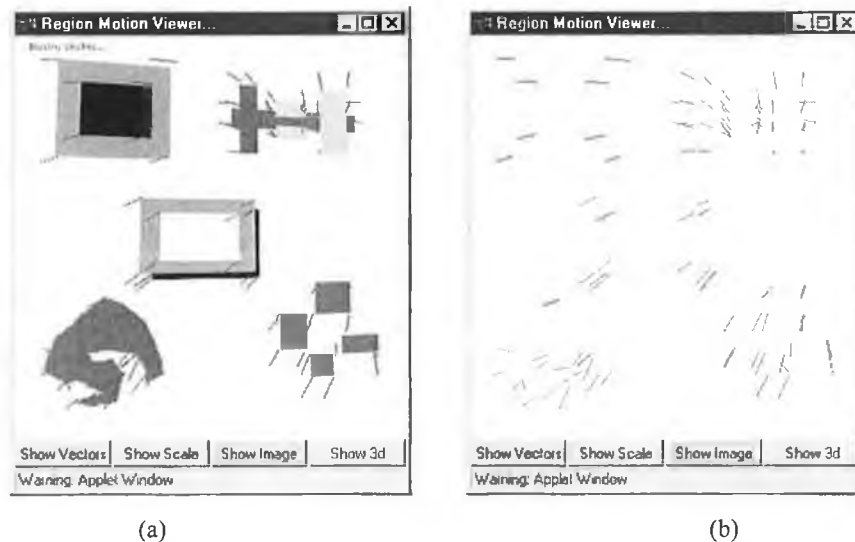 Region Motion Viewer...
Region Motion Viewer...
Show Vectors Show Scale Show Image Show 3d
Warning: Applet Window
Show Vectors Show Scale Show Image Show 3d
Warning: Applet Window
(a)
(b)